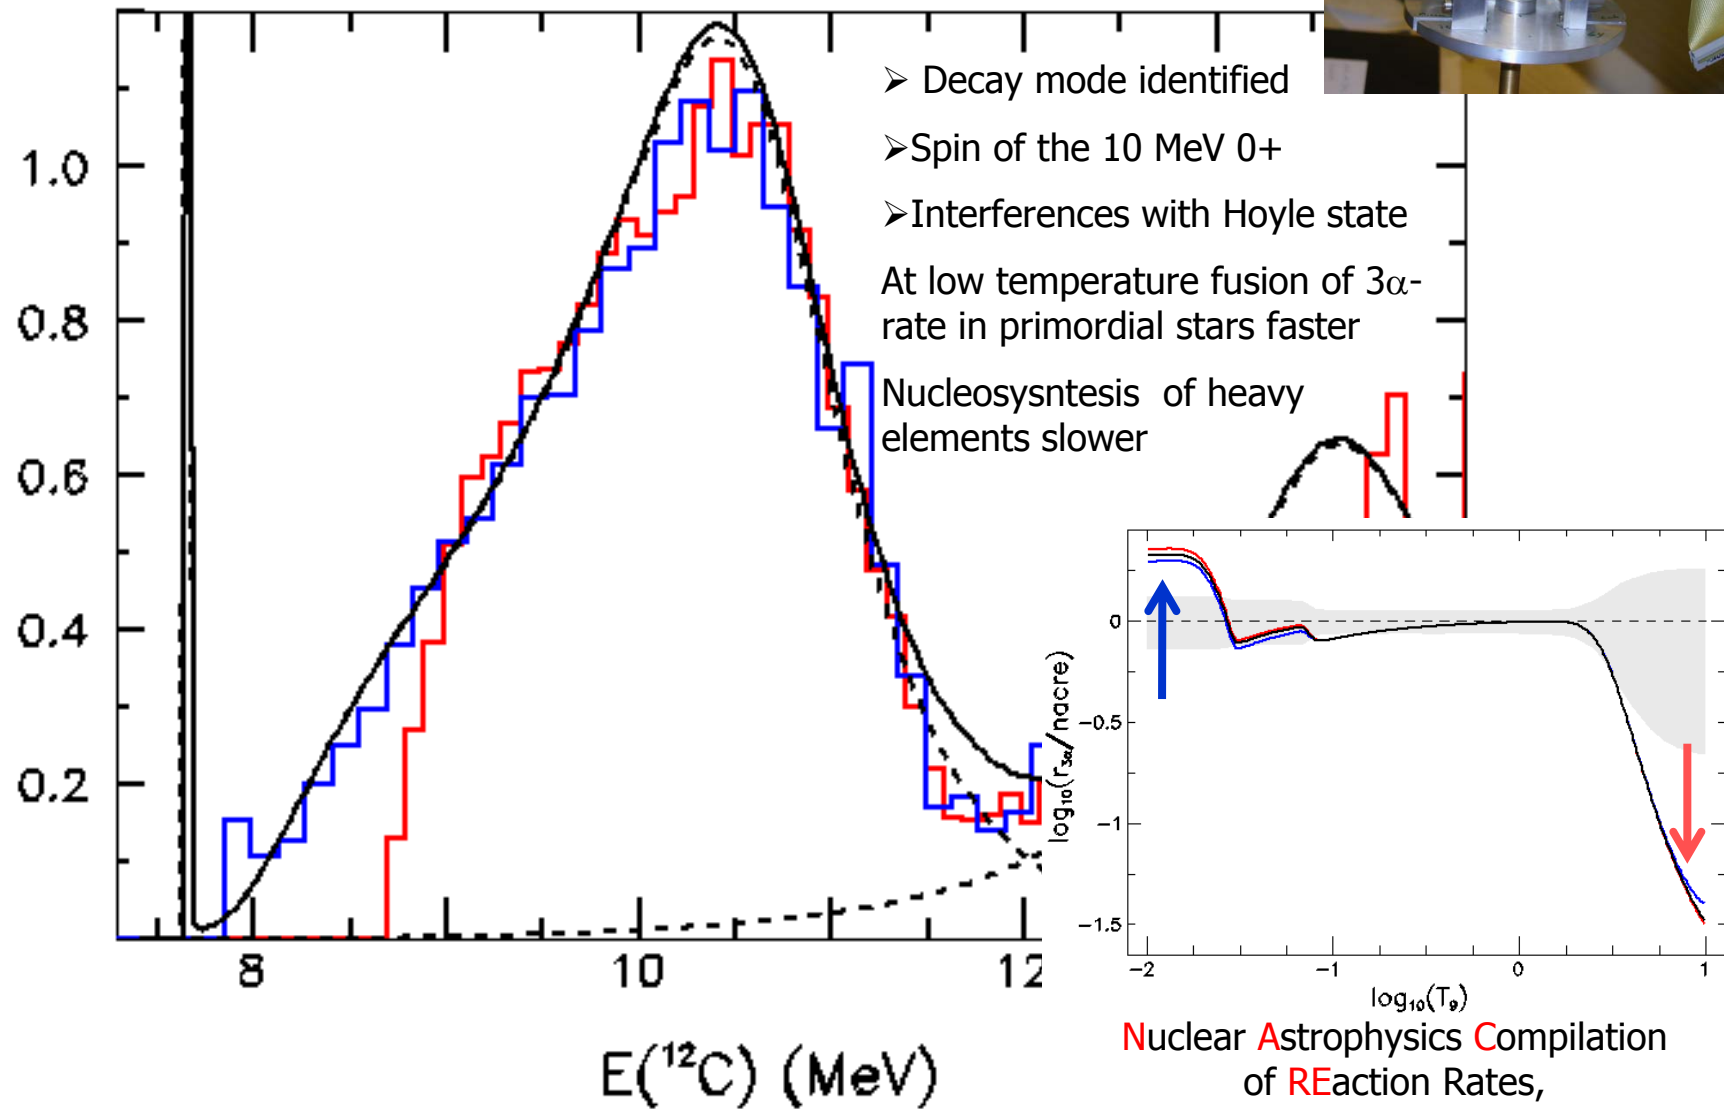 ➢ Decay mode identified
➢Spin of the 10 MeV 0+
➢Interferences with Hoyle state
At low temperature fusion of 3α-
rate in primordial stars faster
Nucleosysntesis of heavy
elements slower
1.0
0.8
0.6
0.4
0.2
8 10 12
E(¹²C) (MeV)
log₁₀(r₃α/nacre)
0
−0.5
−1
−1.5
−2 −1 0 1
log₁₀(T₉)
Nuclear Astrophysics Compilation
of REaction Rates,